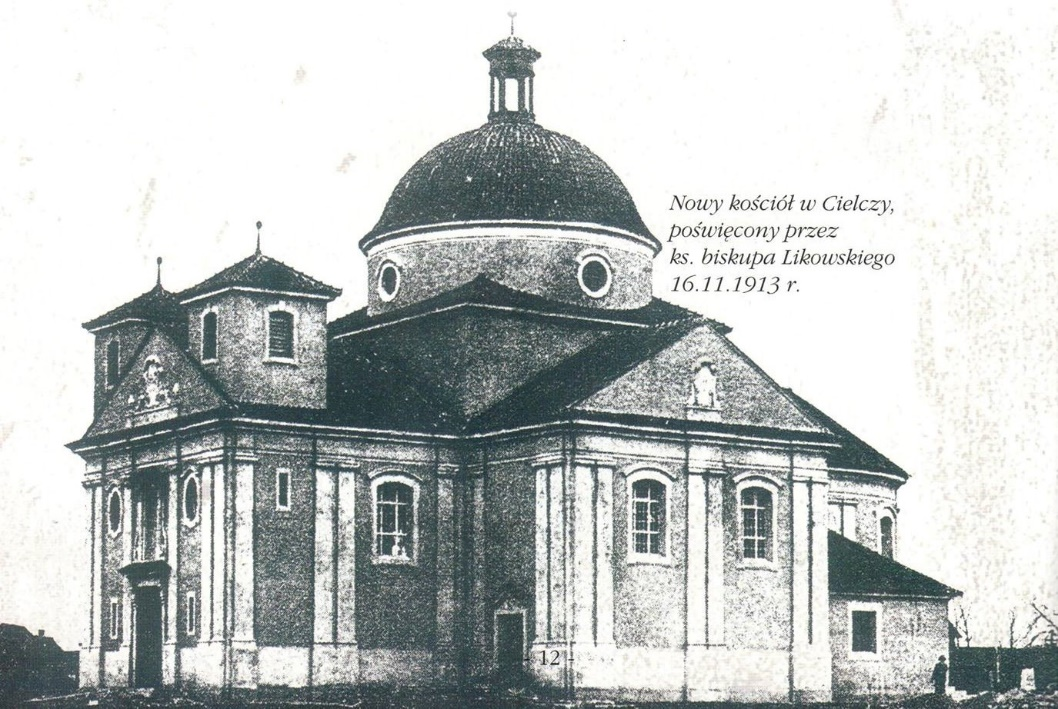 Nowy kościół w Cielczy,
poświęcony przez
ks. biskupa Likowskiego
16.11.1913 r.
- 12 -